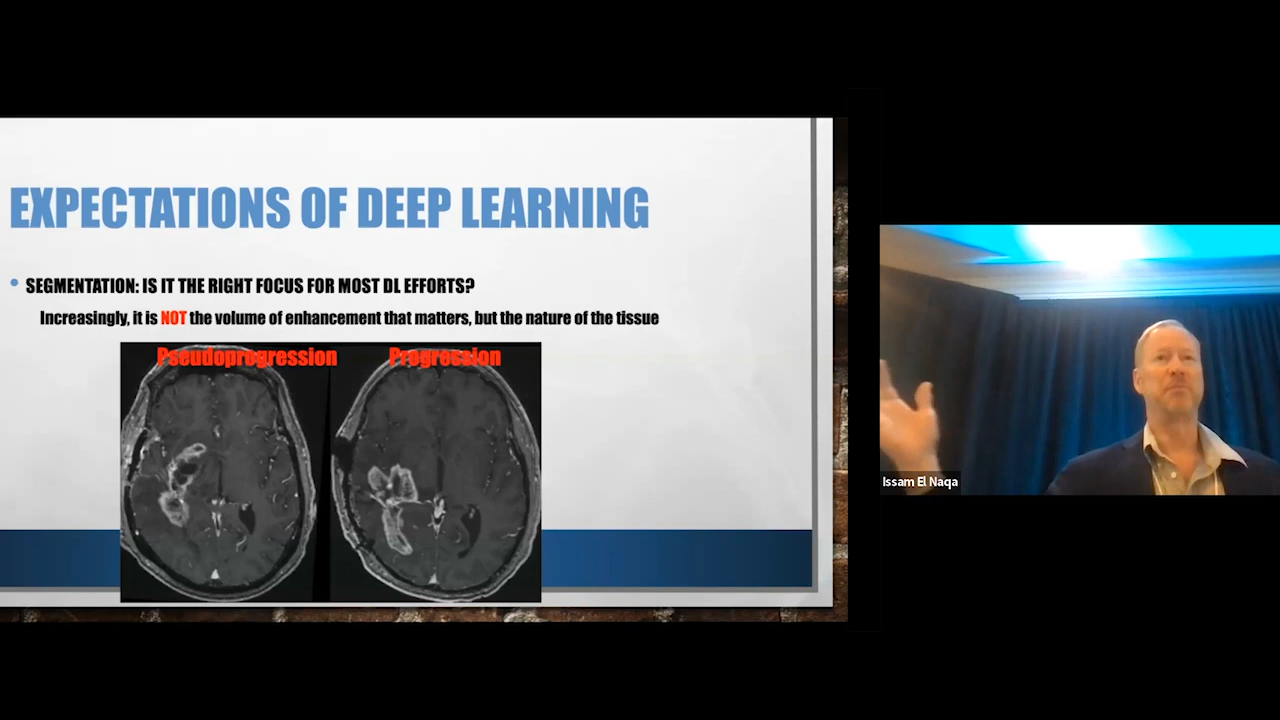 EXPECTATIONS OF DEEP LEARNING
• SEGMENTATION: IS IT THE RIGHT FOCUS FOR MOST DL EFFORTS?
Increasingly, it is NOT the volume of enhancement that matters, but the nature of the tissue
Pseudoprogression
Progression
Issam El Naqa